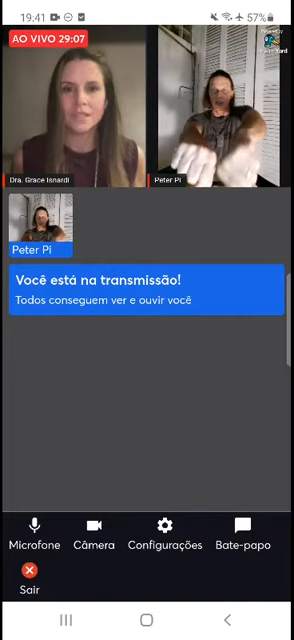 19:41
57%
AO VIVO 29:07
Dra. Grace Isnardi
Peter Pi
Peter Pi
Você está na transmissão!
Todos conseguem ver e ouvir você
Microfone
Câmera
Configurações
Bate-papo
Sair